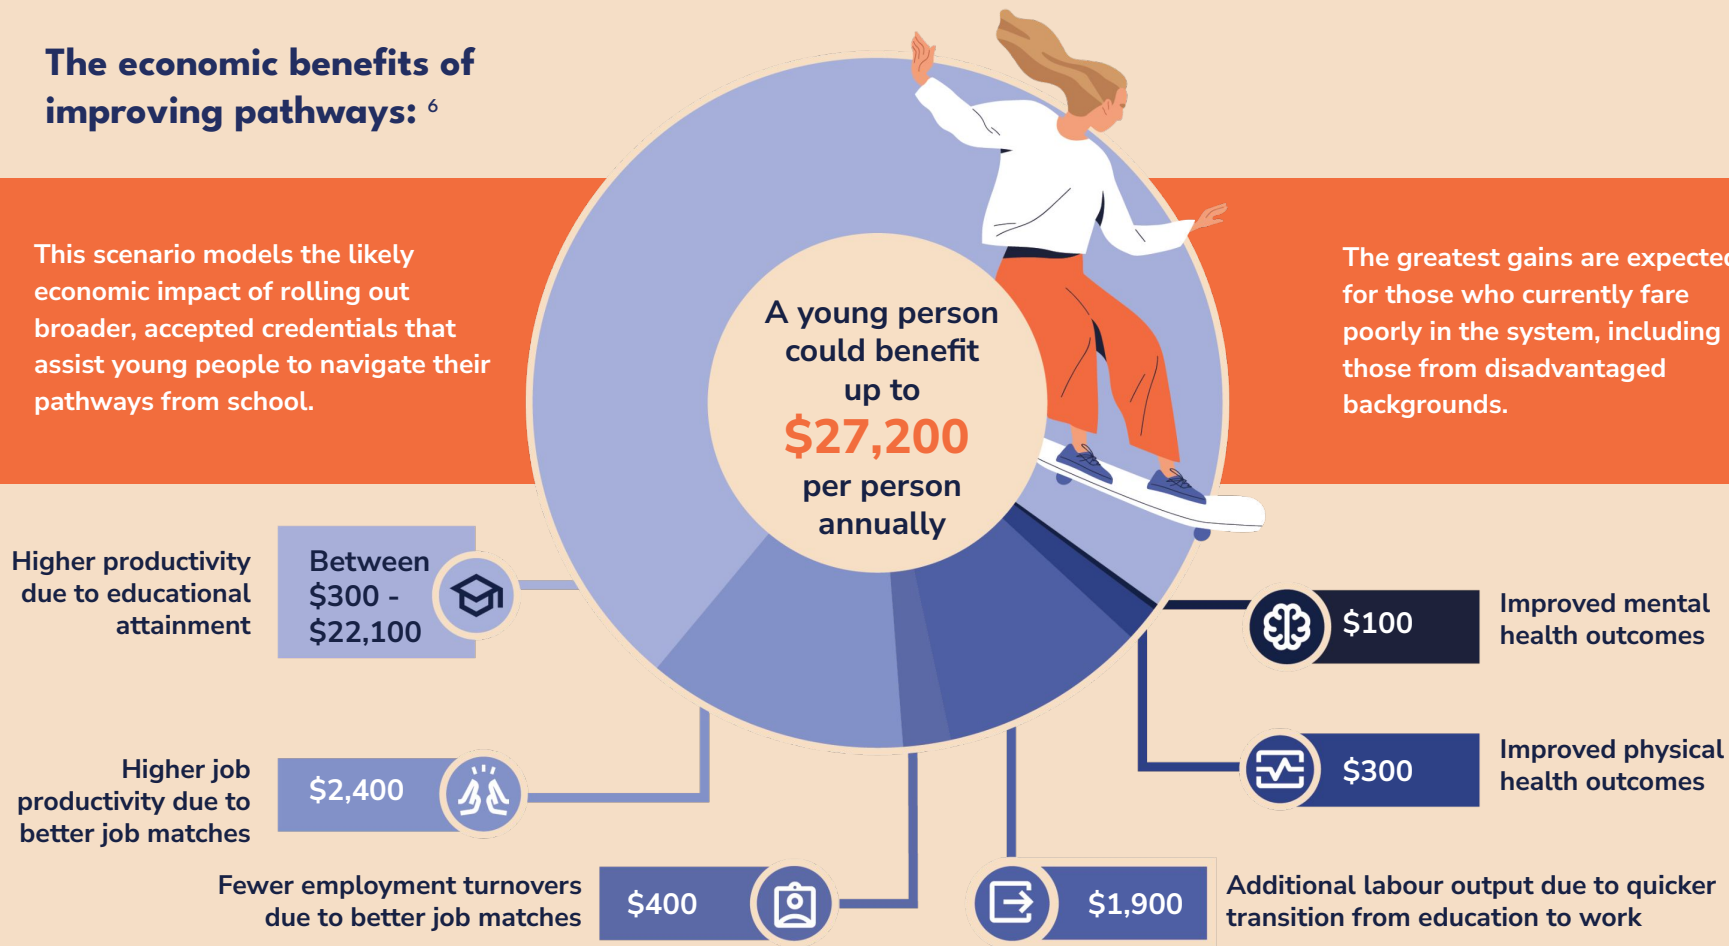 The economic benefits of
improving pathways: 6
This scenario models the likely
economic impact of rolling out
broader, accepted credentials that
assist young people to navigate their
pathways from school.
A young person
could benefit
up to
$27,200
per person
annually
The greatest gains are expected
for those who currently fare
poorly in the system, including
those from disadvantaged
backgrounds.
Higher productivity
due to educational
attainment
Between
$300 -
$22,100
Higher job
productivity due to
better job matches
$2,400
Fewer employment turnovers
due to better job matches
$400
$1,900
Additional labour output due to quicker
transition from education to work
$100
Improved mental
health outcomes
$300
Improved physical
health outcomes